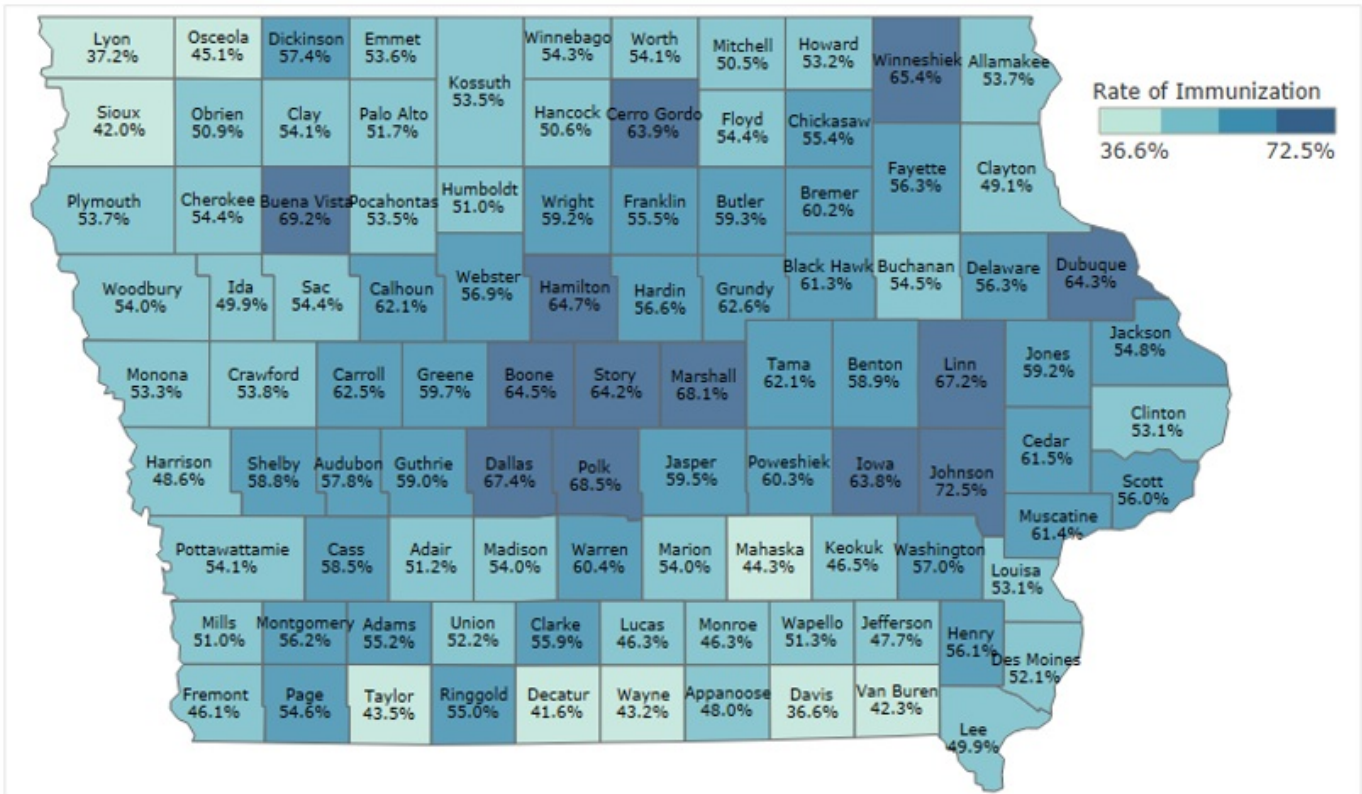 Lyon
37.2%
Osceola
45.1%
Dickinson
57.4%
Emmet
53.6%
Kossuth
53.5%
Winnebago
54.3%
Worth
54.1%
Mitchell
50.5%
Howard
53.2%
Winneshiek
65.4%
Allamakee
53.7%
Rate of Immunization
36.6% 72.5%
Sioux
42.0%
Obrien
50.9%
Clay
54.1%
Palo Alto
51.7%
Hancock
50.6%
Cerro Gordo
63.9%
Floyd
54.4%
Chickasaw
55.4%
Fayette
56.3%
Clayton
49.1%
Plymouth
53.7%
Cherokee
54.4%
Buena Vista
69.2%
Pocahontas
53.5%
Humboldt
51.0%
Wright
59.2%
Franklin
55.5%
Butler
59.3%
Bremer
60.2%
Woodbury
54.0%
Ida
49.9%
Sac
54.4%
Calhoun
62.1%
Webster
56.9%
Hamilton
64.7%
Hardin
56.6%
Grundy
62.6%
Black Hawk
61.3%
Buchanan
54.5%
Delaware
56.3%
Dubuque
64.3%
Monona
53.3%
Crawford
53.8%
Carroll
62.5%
Greene
59.7%
Boone
64.5%
Story
64.2%
Marshall
68.1%
Tama
62.1%
Benton
58.9%
Linn
67.2%
Jones
59.2%
Jackson
54.8%
Clinton
53.1%
Harrison
48.6%
Shelby
58.8%
Audubon
57.8%
Guthrie
59.0%
Dallas
67.4%
Polk
68.5%
Jasper
59.5%
Poweshiek
60.3%
Iowa
63.8%
Johnson
72.5%
Cedar
61.5%
Scott
56.0%
Muscatine
61.4%
Pottawattamie
54.1%
Cass
58.5%
Adair
51.2%
Madison
54.0%
Warren
60.4%
Marion
54.0%
Mahaska
44.3%
Keokuk
46.5%
Washington
57.0%
Louisa
53.1%
Mills
51.0%
Montgomery
56.2%
Adams
55.2%
Union
52.2%
Clarke
55.9%
Lucas
46.3%
Monroe
46.3%
Wapello
51.3%
Jefferson
47.7%
Henry
56.1%
Des Moines
52.1%
Fremont
46.1%
Page
54.6%
Taylor
43.5%
Ringgold
55.0%
Decatur
41.6%
Wayne
43.2%
Appanoose
48.0%
Davis
36.6%
Van Buren
42.3%
Lee
49.9%